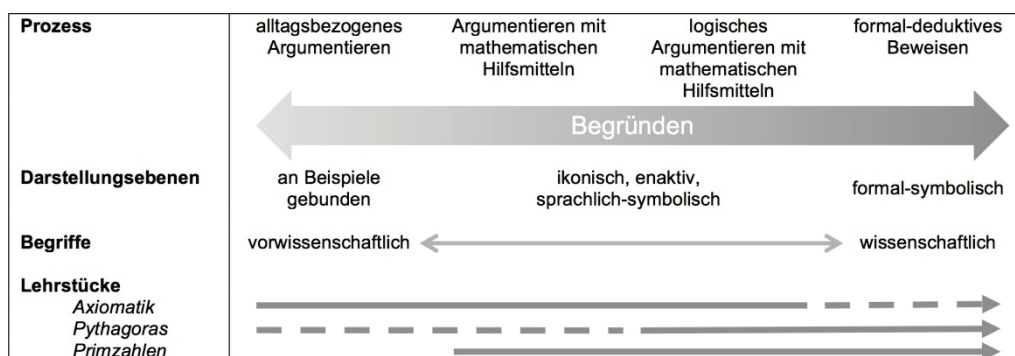 Prozess
alltagsbezogenes
Argumentieren
Argumentieren mit
mathematischen
Hilfsmitteln
logisches
Argumentieren mit
mathematischen
Hilfsmitteln
formal-deduktives
Beweisen
Begründen
Darstellungsebenen
an Beispiele
gebunden
ikonisch, enaktiv,
sprachlich-symbolisch
formal-symbolisch
Begriffe
vorwissenschaftlich
wissenschaftlich
Lehrstücke
Axiomatik
Pythagoras
Primzahlen